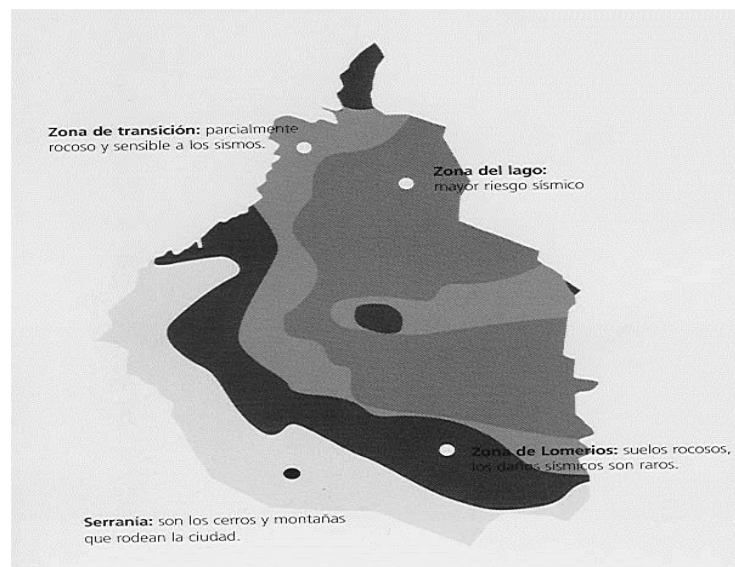 Zona de transición: parcialmente
rocoso y sensible a los sismos.
Zona del lago:
mayor riesgo sísmico
Zona de Lomerios: suelos rocosos,
los daños sísmicos son raros.
Serranía: son los cerros y montañas
que rodean la ciudad.